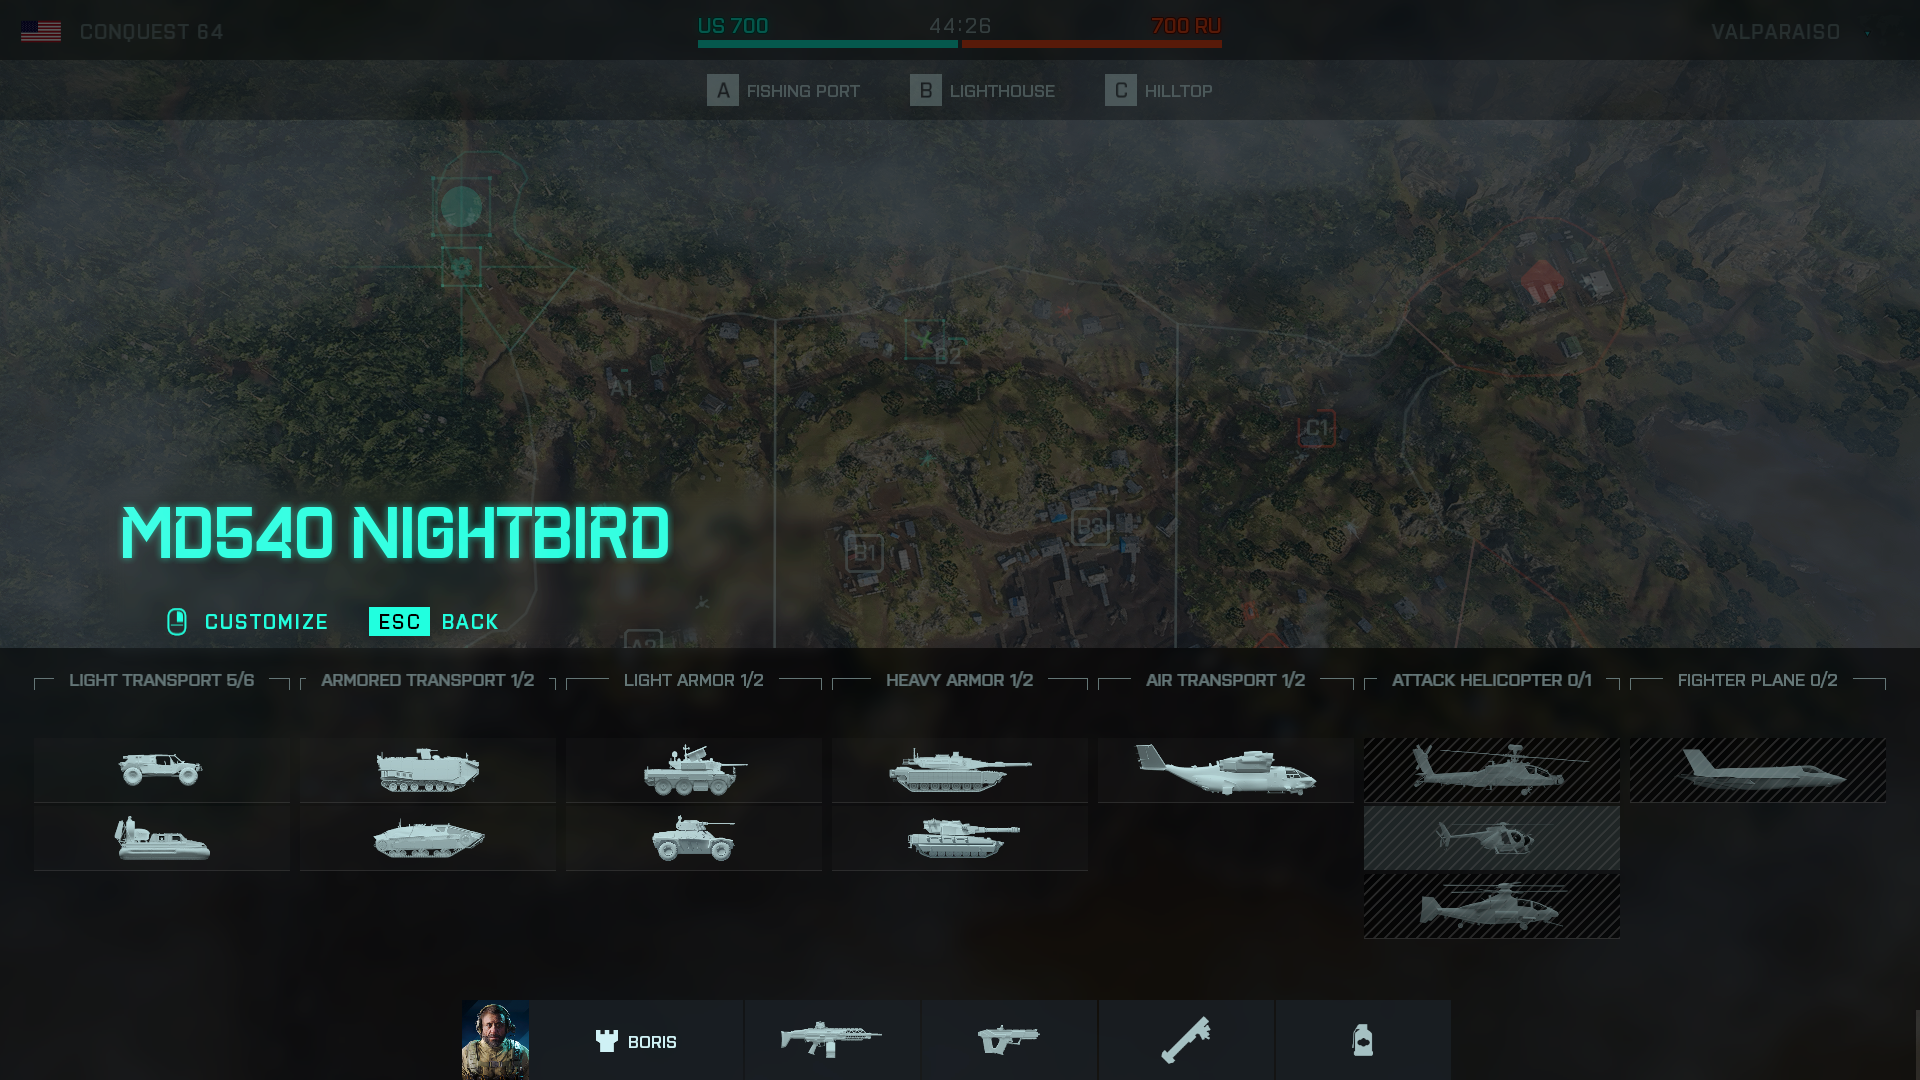 CONQUEST 64
US 700
44:26
700 RU
VALPARAISO
A FISHING PORT
B LIGHTHOUSE
C HILLTOP
B2
A1
C1
B3
B1
MD540 NIGHTBIRD
CUSTOMIZE
ESC BACK
A2
LIGHT TRANSPORT 5/6
ARMORED TRANSPORT 1/2
LIGHT ARMOR 1/2
HEAVY ARMOR 1/2
AIR TRANSPORT 1/2
ATTACK HELICOPTER 0/1
FIGHTER PLANE 0/2
BORIS